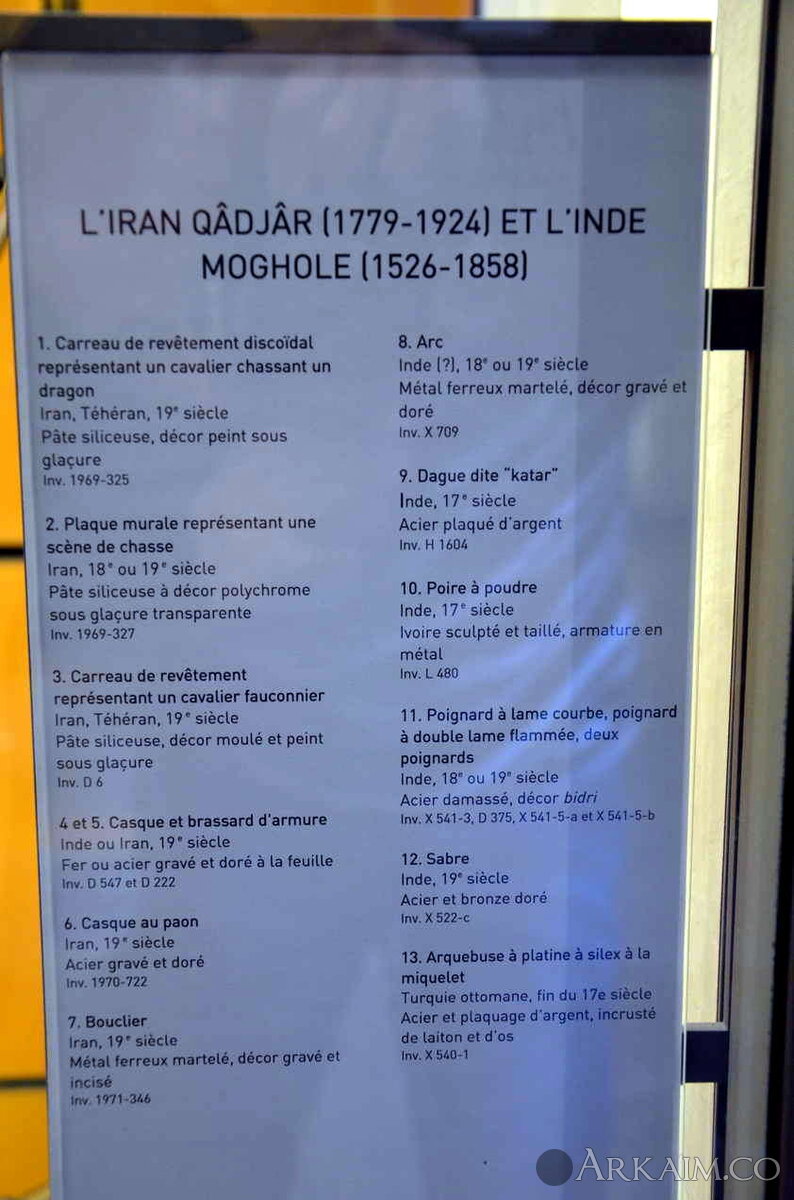 L'IRAN QÂDJÂR (1779-1924) ET L'INDE
MOGHOLE (1526-1858)
1. Carreau de revêtement discoïdal
représentant un cavalier chassant un
dragon
Iran, Téhéran, 19e siècle
Pâte siliceuse, décor peint sous
glaçure
Inv. 1969-325
2. Plaque murale représentant une
scène de chasse
Iran, 18e ou 19e siècle
Pâte siliceuse à décor polychrome
sous glaçure transparente
Inv. 1969-327
3. Carreau de revêtement
représentant un cavalier fauconnier
Iran, Téhéran, 19e siècle
Pâte siliceuse, décor moulé et peint
sous glaçure
Inv. D 6
4 et 5. Casque et brassard d'armure
Inde ou Iran, 19e siècle
Fer ou acier gravé et doré à la feuille
Inv. D 547 et D 222
6. Casque au paon
Iran, 19e siècle
Acier gravé et doré
Inv. 1970-722
7. Bouclier
Iran, 19e siècle
Métal ferreux martelé, décor gravé et
incisé
Inv. 1971-346
8. Arc
Inde (?), 18e ou 19e siècle
Métal ferreux martelé, décor gravé et
doré
Inv. X 709
9. Dague dite "katar"
Inde, 17e siècle
Acier plaqué d'argent
Inv. H 1604
10. Poire à poudre
Inde, 17e siècle
Ivoire sculpté et taillé, armature en
métal
Inv. L 480
11. Poignard à lame courbe, poignard
à double lame flammée, deux
poignards
Inde, 18e ou 19e siècle
Acier damassé, décor bidri
Inv. X 541-3, D 375, X 541-5-a et X 541-5-b
12. Sabre
Inde, 19e siècle
Acier et bronze doré
Inv. X 522-c
13. Arquebuse à platine à silex à la
miquelet
Turquie ottomane, fin du 17e siècle
Acier et plaquage d'argent, incrusté
de laiton et d'os
Inv. X 540-1
ARKAIM.CO